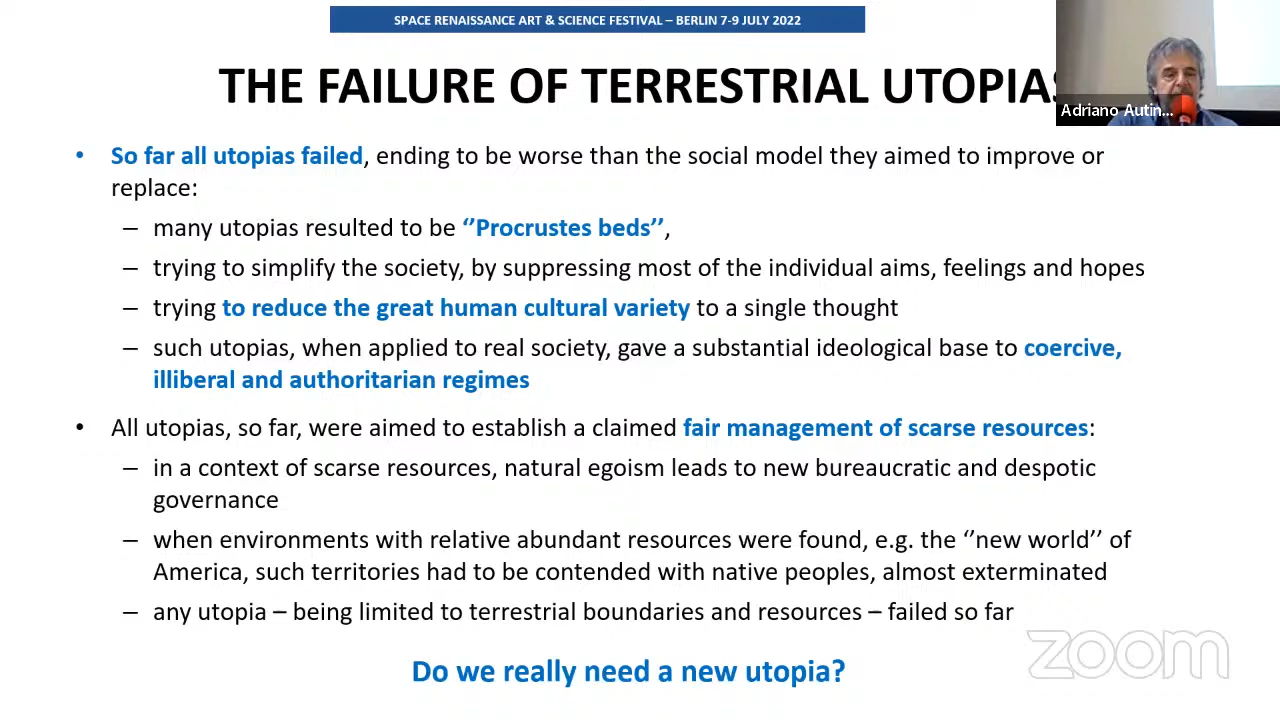 SPACE RENAISSANCE ART & SCIENCE FESTIVAL – BERLIN 7-9 JULY 2022
THE FAILURE OF TERRESTRIAL UTOPIAS
Adriano Autin...
• So far all utopias failed, ending to be worse than the social model they aimed to improve or
replace:
– many utopias resulted to be ‘’Procrustes beds’’,
– trying to simplify the society, by suppressing most of the individual aims, feelings and hopes
– trying to reduce the great human cultural variety to a single thought
– such utopias, when applied to real society, gave a substantial ideological base to coercive,
illiberal and authoritarian regimes
• All utopias, so far, were aimed to establish a claimed fair management of scarse resources:
– in a context of scarse resources, natural egoism leads to new bureaucratic and despotic
governance
– when environments with relative abundant resources were found, e.g. the ‘’new world’’ of
America, such territories had to be contended with native peoples, almost exterminated
– any utopia – being limited to terrestrial boundaries and resources – failed so far
zoom
Do we really need a new utopia?